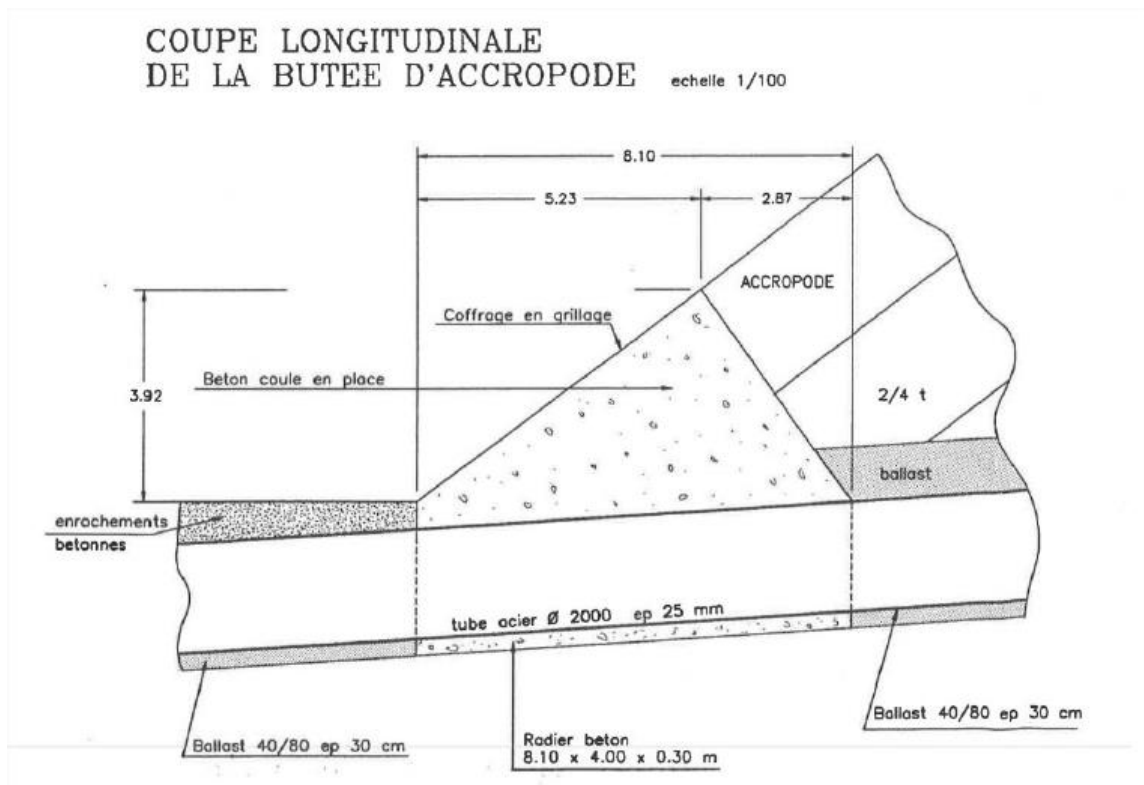 COUPE LONGITUDINALE
DE LA BUTEE D'ACCROPODE echelle 1/100
8.10
5.23
2.87
ACCROPODE
Coffrage en grillage
Beton coule en place
3.92
2/4 t
ballast
enrochements
betonnes
tube acier Ø 2000 ep 25 mm
Ballast 40/80 ep 30 cm
Ballast 40/80 ep 30 cm
Radier beton
8.10 x 4.00 x 0.30 m